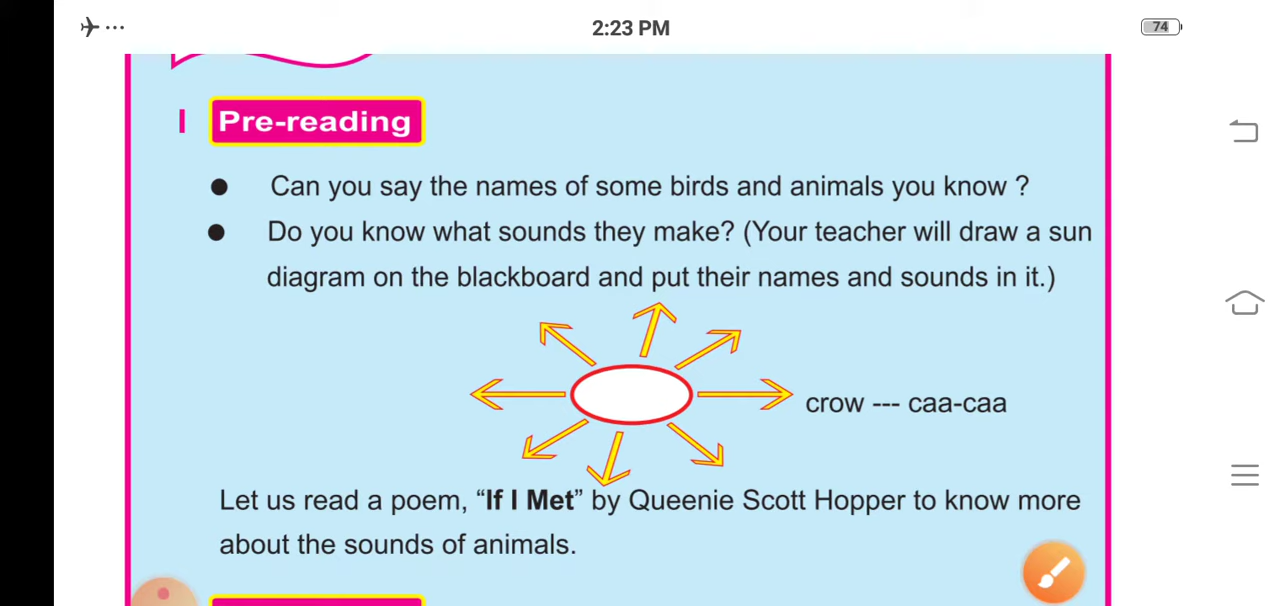 2:23 PM
74
I Pre-reading
● Can you say the names of some birds and animals you know ?
● Do you know what sounds they make? (Your teacher will draw a sun
diagram on the blackboard and put their names and sounds in it.)
crow --- caa-caa
Let us read a poem, “If I Met” by Queenie Scott Hopper to know more
about the sounds of animals.